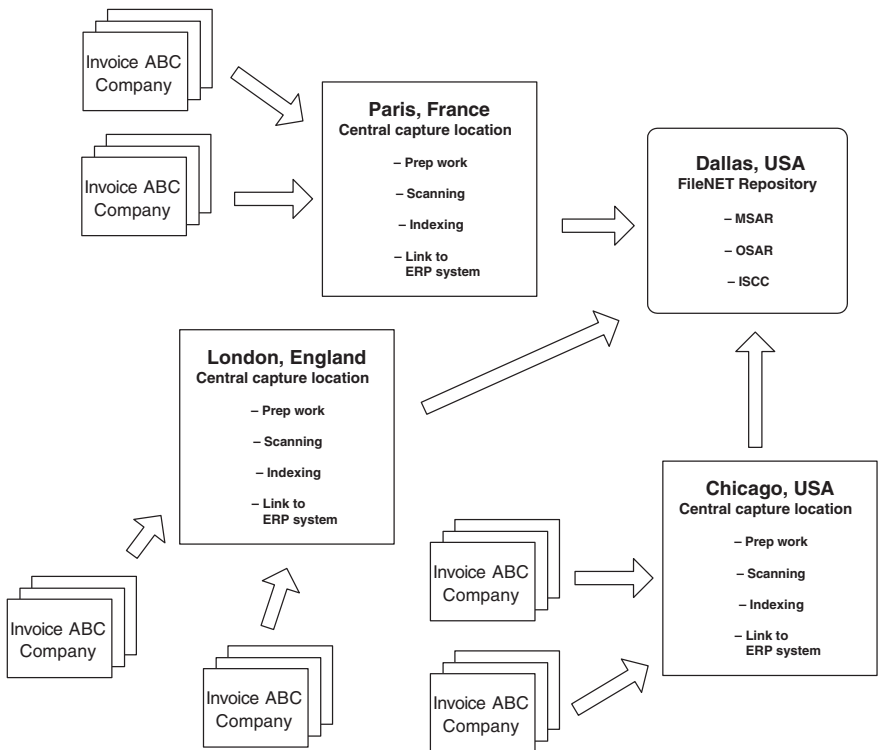 Invoice ABC
Company
Invoice ABC
Company
Paris, France
Central capture location
– Prep work
– Scanning
– Indexing
– Link to
ERP system
Dallas, USA
FileNET Repository
– MSAR
– OSAR
– ISCC
London, England
Central capture location
– Prep work
– Scanning
– Indexing
– Link to
ERP system
Chicago, USA
Central capture location
– Prep work
– Scanning
– Indexing
– Link to
ERP system
Invoice ABC
Company
Invoice ABC
Company
Invoice ABC
Company
Invoice ABC
Company